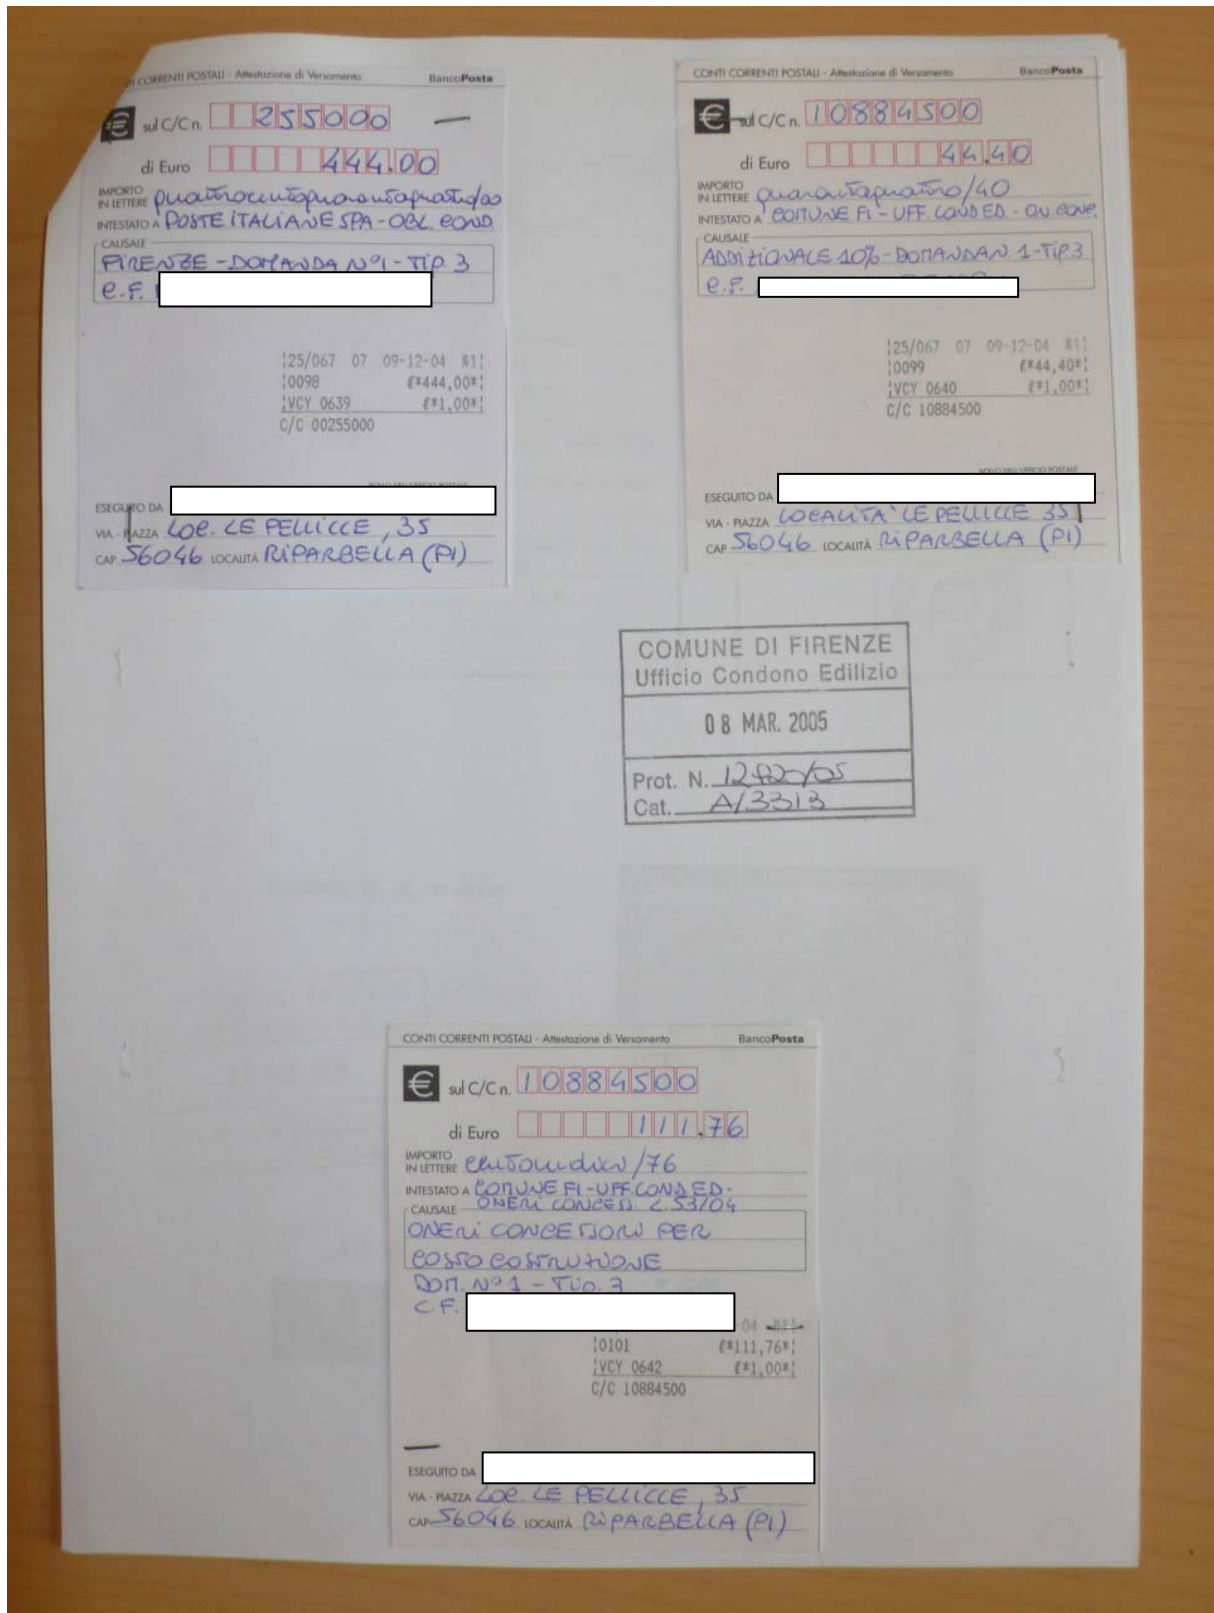 CONTI CORRENTI POSTALI - Attestazione di Versamento BancoPosta
€ sul C/C n. 255000
di Euro 444,00
IMPORTO
IN LETTERE quattrocentoquarantaquattro/00
INTESTATO A POSTE ITALIANE SPA - OBL. COND
CAUSALE
FIRENZE - DOMANDA N°1 - TIP. 3
C.F.
25/067 07 09-12-04 R1
0098 €*444,00*
VCY 0639 €*1,00*
C/C 00255000
ESEGUITO DA
VIA - PIAZZA LOC. LE PELLICCE, 35
CAP 56046 LOCALITÀ RIPARBELLA (PI)
CONTI CORRENTI POSTALI - Attestazione di Versamento BancoPosta
€ sul C/C n. 10884500
di Euro 44,40
IMPORTO
IN LETTERE quarantaquattro/40
INTESTATO A COMUNE FI - UFF. COND ED. - ON. CONC.
CAUSALE
ADDIZIONALE 10% - DOMANDA N. 1 - TIP. 3
C.F.
25/067 07 09-12-04 R1
0099 €*44,40*
VCY 0640 €*1,00*
C/C 10884500
BOLLO DELL'UFFICIO POSTALE
ESEGUITO DA
VIA - PIAZZA LOCALITA' LE PELLICCE 35
CAP 56046 LOCALITÀ RIPARBELLA (PI)
COMUNE DI FIRENZE
Ufficio Condono Edilizio
08 MAR. 2005
Prot. N.
Cat. A/3313
CONTI CORRENTI POSTALI - Attestazione di Versamento BancoPosta
€ sul C/C n. 10884500
di Euro 111,76
IMPORTO
IN LETTERE centoundici/76
INTESTATO A COMUNE FI - UFF. COND ED. -
CAUSALE ONERI CONCESS. L. 53/04
ONERI CONCESSORI PER
COSTO COSTRUZIONE
DOM. N° 1 - Tip. 3
C.F.
-04 R1
0101 €*111,76*
VCY 0642 €*1,00*
C/C 10884500
ESEGUITO DA
VIA - PIAZZA LOC. LE PELLICCE, 35
CAP 56046 LOCALITÀ RIPARBELLA (PI)